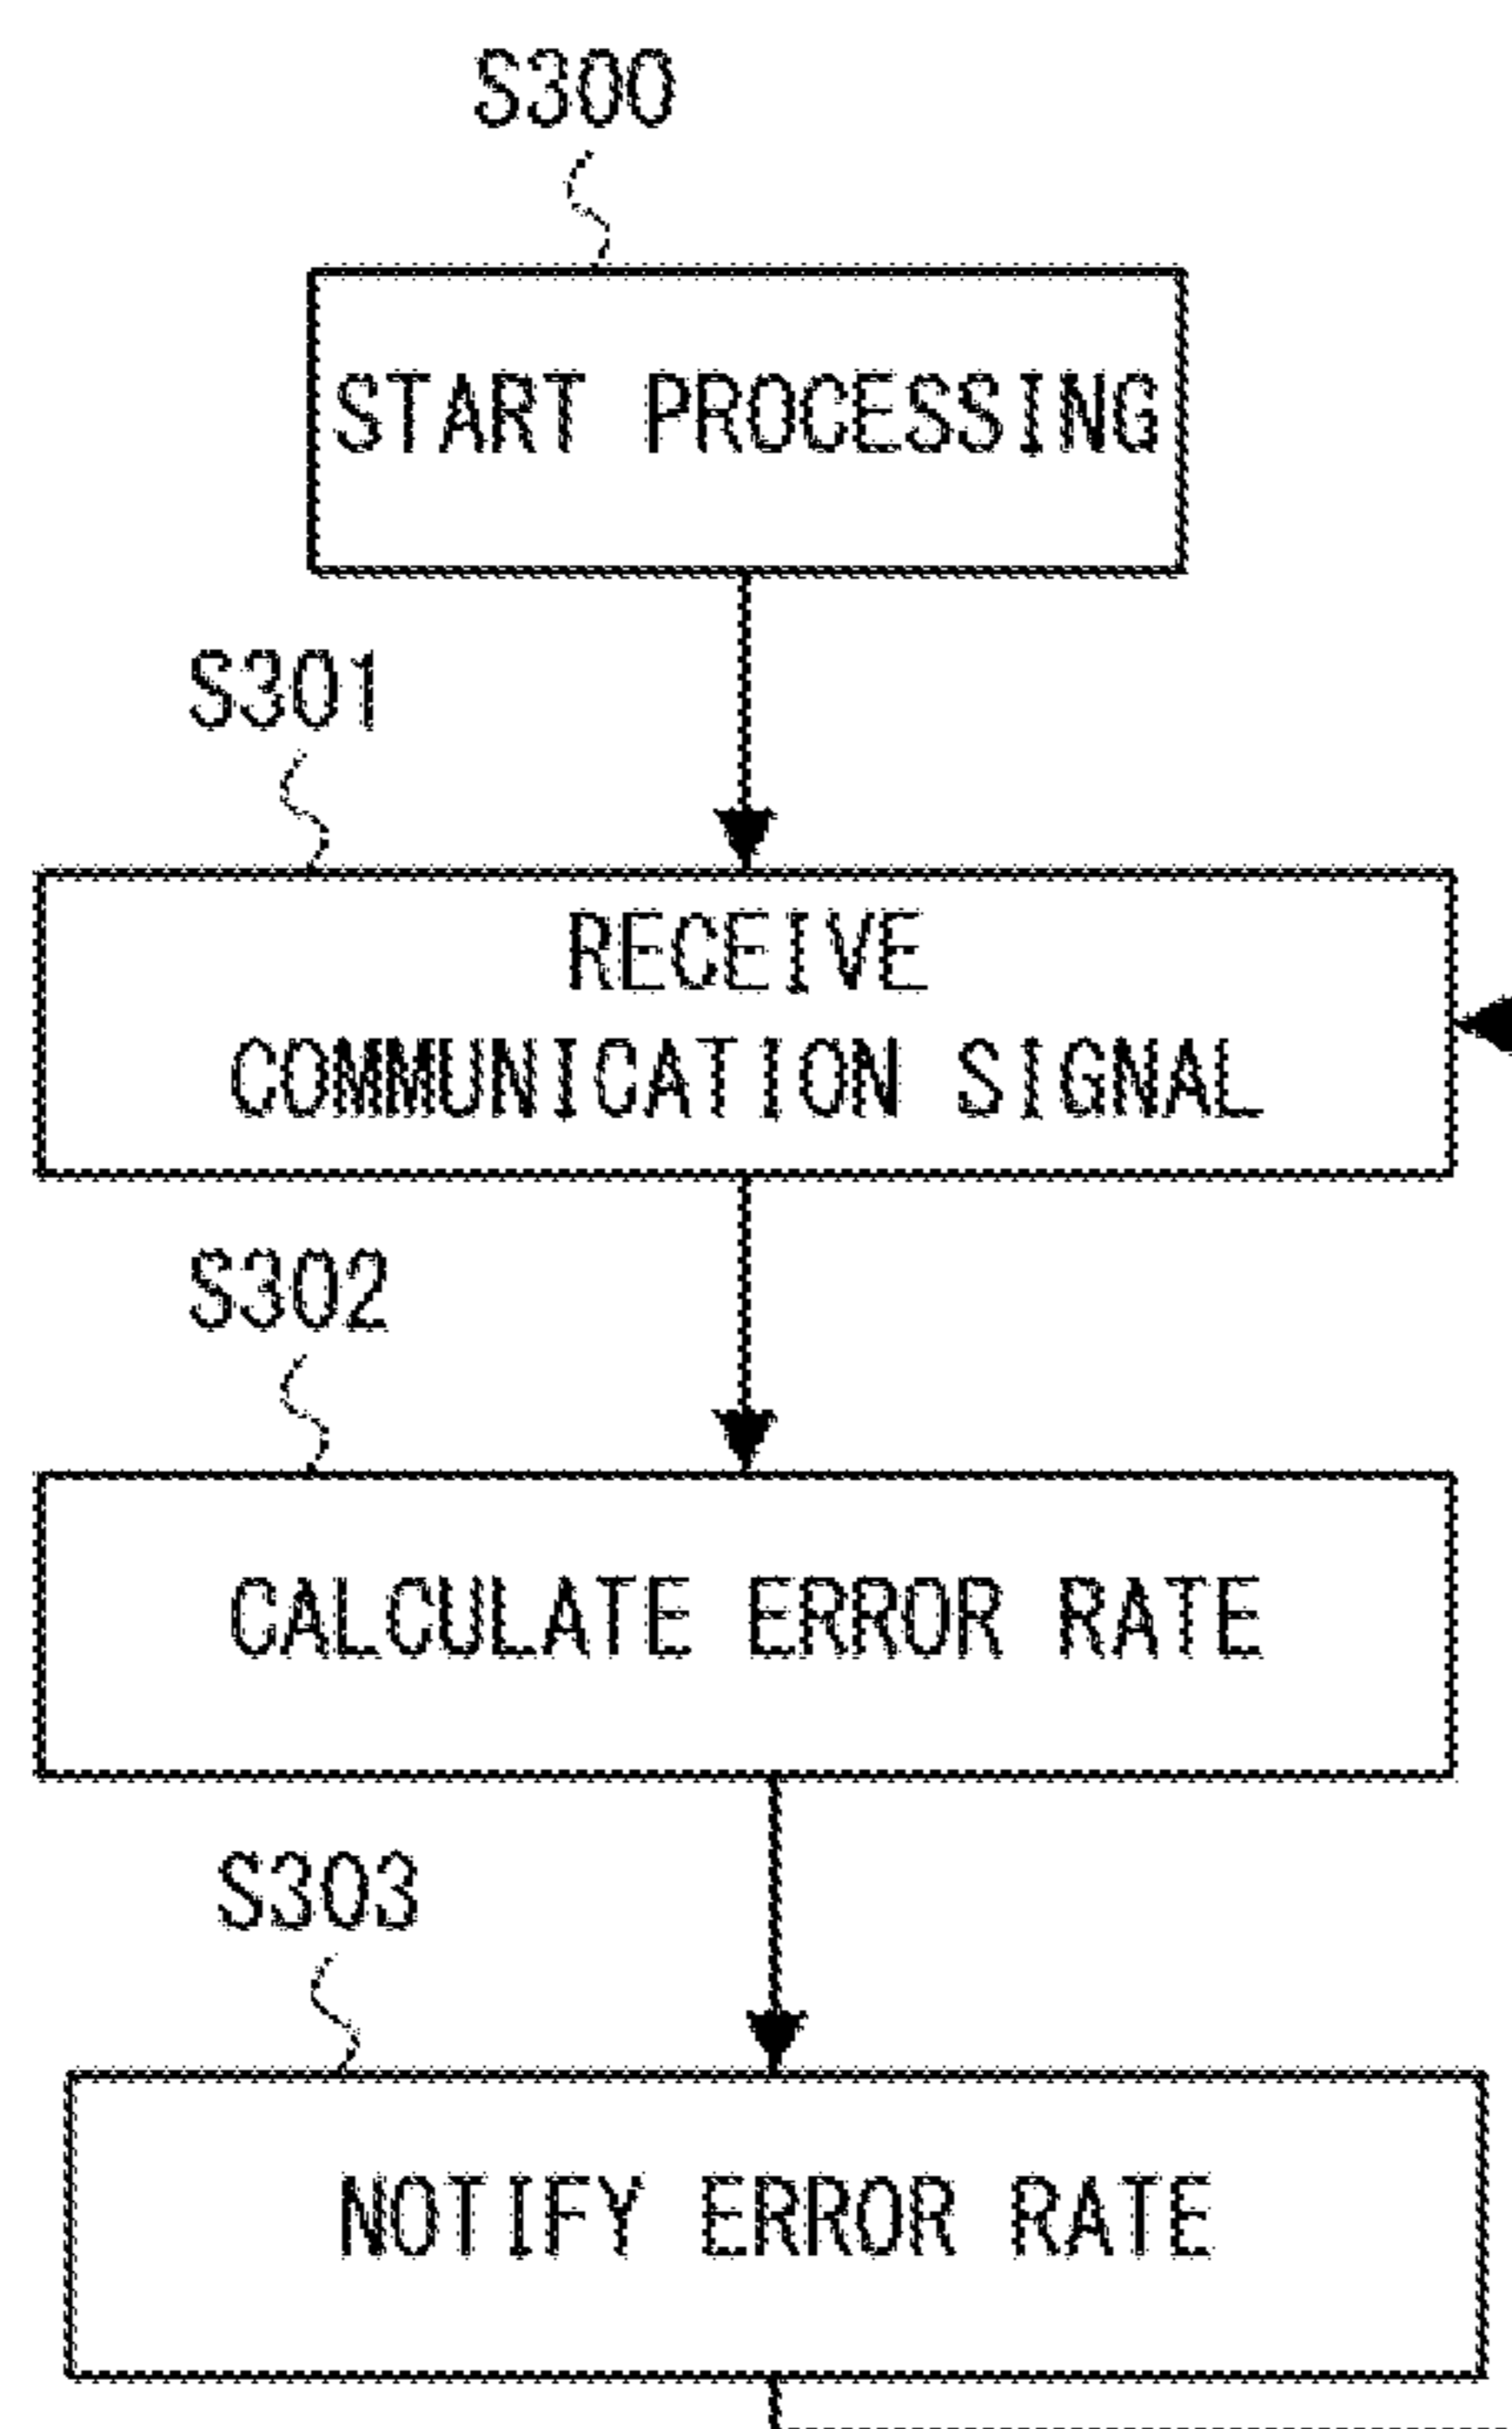 S300
START PROCESSING
S301
RECEIVE
COMMUNICATION SIGNAL
S302
CALCULATE ERROR RATE
S303
NOTIFY ERROR RATE